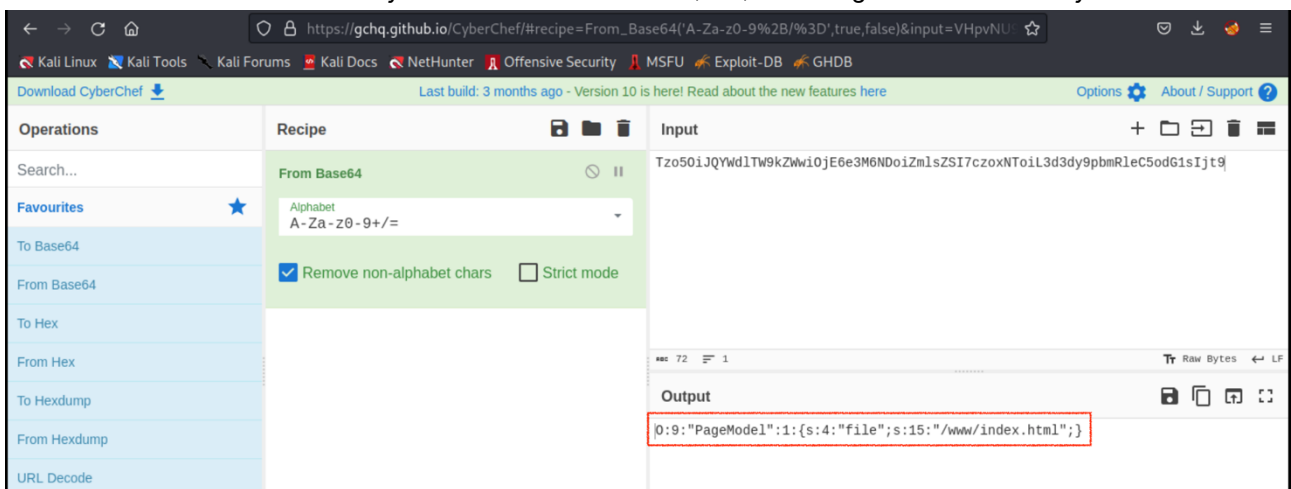 https://gchq.github.io/CyberChef/#recipe=From_Base64('A-Za-z0-9%2B/%3D',true,false)&input=VHpvNU9
Kali Linux Kali Tools Kali Forums Kali Docs NetHunter Offensive Security MSFU Exploit-DB GHDB
Download CyberChef Last build: 3 months ago - Version 10 is here! Read about the new features here Options About / Support
Operations
Search...
Favourites
To Base64
From Base64
To Hex
From Hex
To Hexdump
From Hexdump
URL Decode
Recipe
From Base64
Alphabet
A-Za-z0-9+/=
Remove non-alphabet chars Strict mode
Input
Tzo5OiJQYWdlTW9kZWwiOjE6e3M6NDoiZmlsZSI7czoxNToiL3d3dy9pbmRleC5odG1sIjt9
ABC 72 1 Tr Raw Bytes LF
Output
O:9:"PageModel":1:{s:4:"file";s:15:"/www/index.html";}